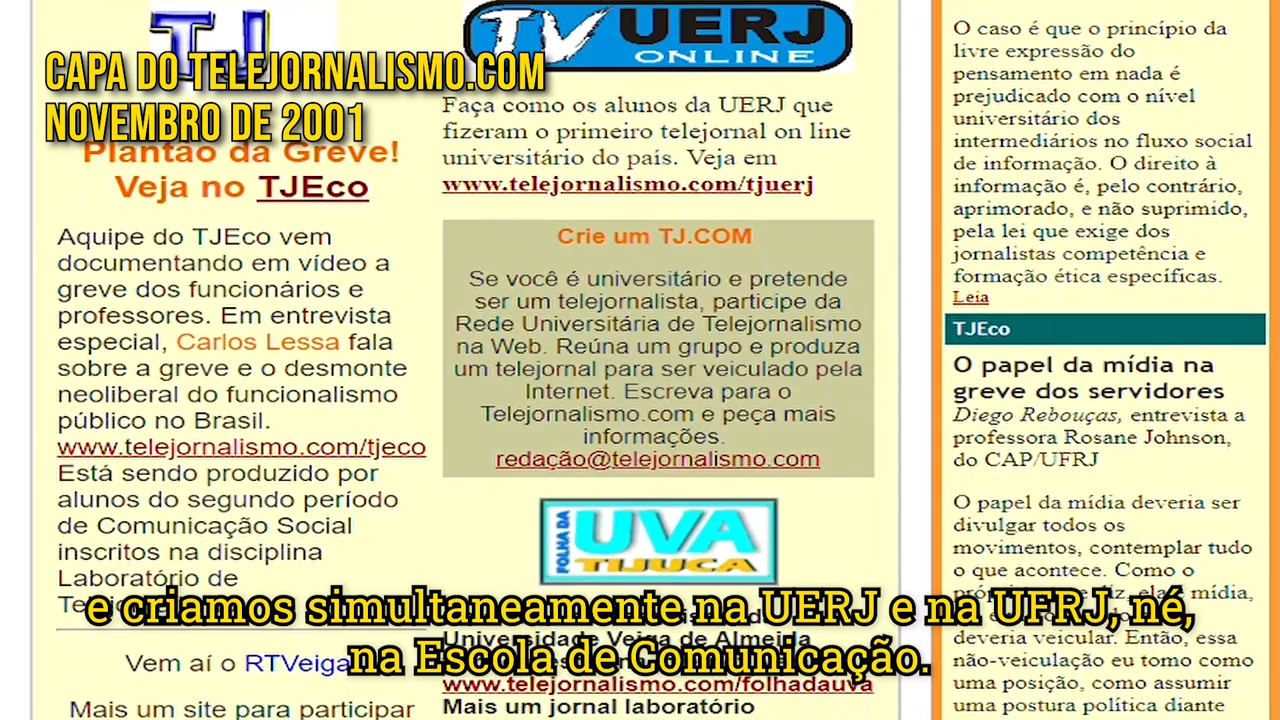 TJ
CAPA DO TELEJORNALISMO.COM
NOVEMBRO DE 2001
Plantão da Greve!
Veja no TJEco
Aquipe do TJEco vem
documentando em vídeo a
greve dos funcionários e
professores. Em entrevista
especial, Carlos Lessa fala
sobre a greve e o desmonte
neoliberal do funcionalismo
público no Brasil.
www.telejornalismo.com/tjeco
Está sendo produzido por
alunos do segundo período
de Comunicação Social
inscritos na disciplina
Laboratório de
Vem aí o RTVeiga
Mais um site para participar
TV UERJ
ONLINE
Faça como os alunos da UERJ que
fizeram o primeiro telejornal on line
universitário do país. Veja em
www.telejornalismo.com/tjuerj
Crie um TJ.COM
Se você é universitário e pretende
ser um telejornalista, participe da
Rede Universitária de Telejornalismo
na Web. Reúna um grupo e produza
um telejornal para ser veiculado pela
Internet. Escreva para o
Telejornalismo.com e peça mais
informações.
redação@telejornalismo.com
FOLHA DA
UVA
TIJUCA
Universidade Veiga de Almeida
www.telejornalismo.com/folhadauva
Mais um jornal laboratório
O caso é que o princípio da
livre expressão do
pensamento em nada é
prejudicado com o nível
universitário dos
intermediários no fluxo social
de informação. O direito à
informação é, pelo contrário,
aprimorado, e não suprimido,
pela lei que exige dos
jornalistas competência e
formação ética específicas.
Leia
TJEco
O papel da mídia na
greve dos servidores
Diego Rebouças, entrevista a
professora Rosane Johnson,
do CAP/UFRJ
O papel da mídia deveria ser
divulgar todos os
movimentos, contemplar tudo
o que acontece. Como o
mídia,
deveria veicular. Então, essa
não-veiculação eu tomo como
uma posição, como assumir
uma postura política diante
e criamos simultaneamente na UERJ e na UFRJ, né,
na Escola de Comunicação.